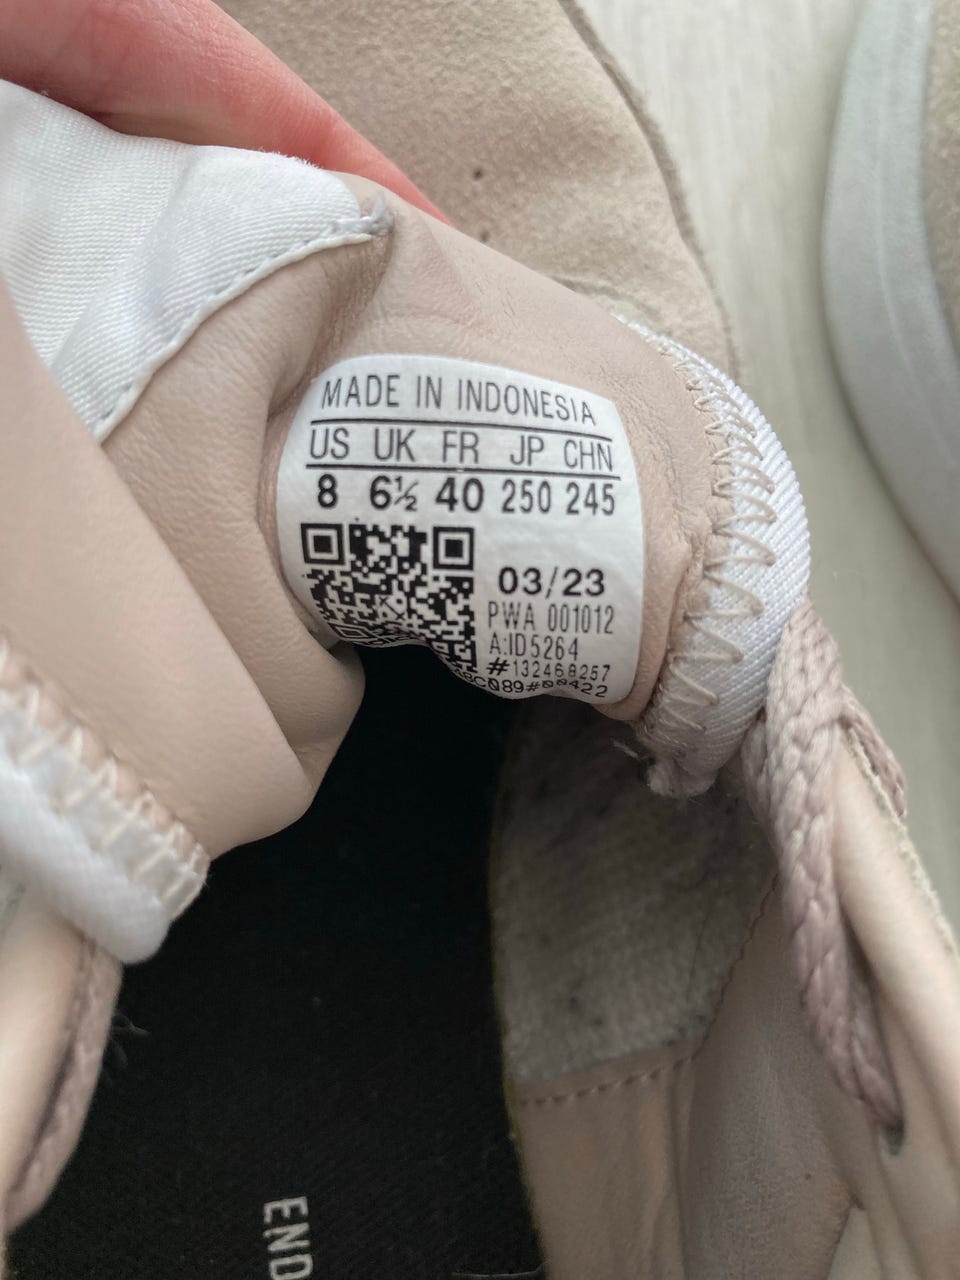 MADE IN INDONESIA
US UK FR JP CHN
8 6½ 40 250 245
03/23
PWA 001012
A:ID5264
#132468257
END